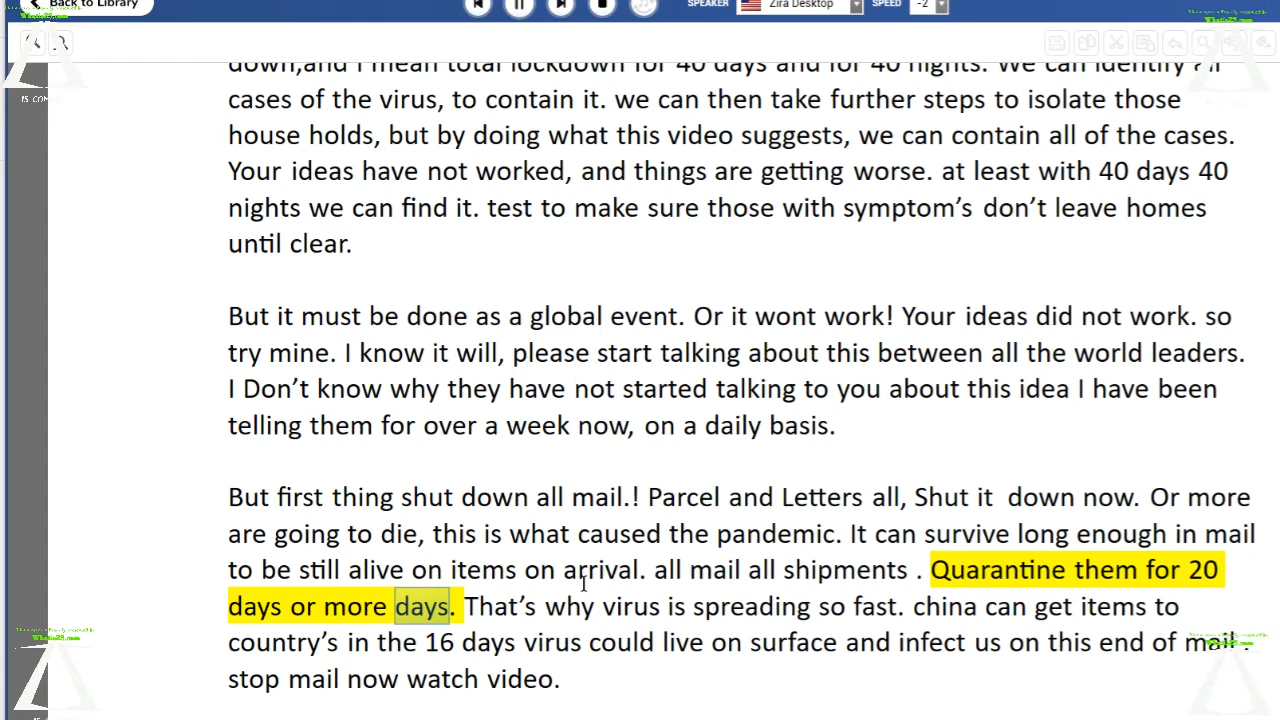 Back to Library
SPEAKER Zira Desktop SPEED -2
down,and I mean total lockdown for 40 days and for 40 nights. We can identify all
cases of the virus, to contain it. we can then take further steps to isolate those
house holds, but by doing what this video suggests, we can contain all of the cases.
Your ideas have not worked, and things are getting worse. at least with 40 days 40
nights we can find it. test to make sure those with symptom’s don’t leave homes
until clear.
But it must be done as a global event. Or it wont work! Your ideas did not work. so
try mine. I know it will, please start talking about this between all the world leaders.
I Don’t know why they have not started talking to you about this idea I have been
telling them for over a week now, on a daily basis.
But first thing shut down all mail.! Parcel and Letters all, Shut it down now. Or more
are going to die, this is what caused the pandemic. It can survive long enough in mail
to be still alive on items on arrival. all mail all shipments . Quarantine them for 20
days or more days. That’s why virus is spreading so fast. china can get items to
country’s in the 16 days virus could live on surface and infect us on this end of mail .
stop mail now watch video.